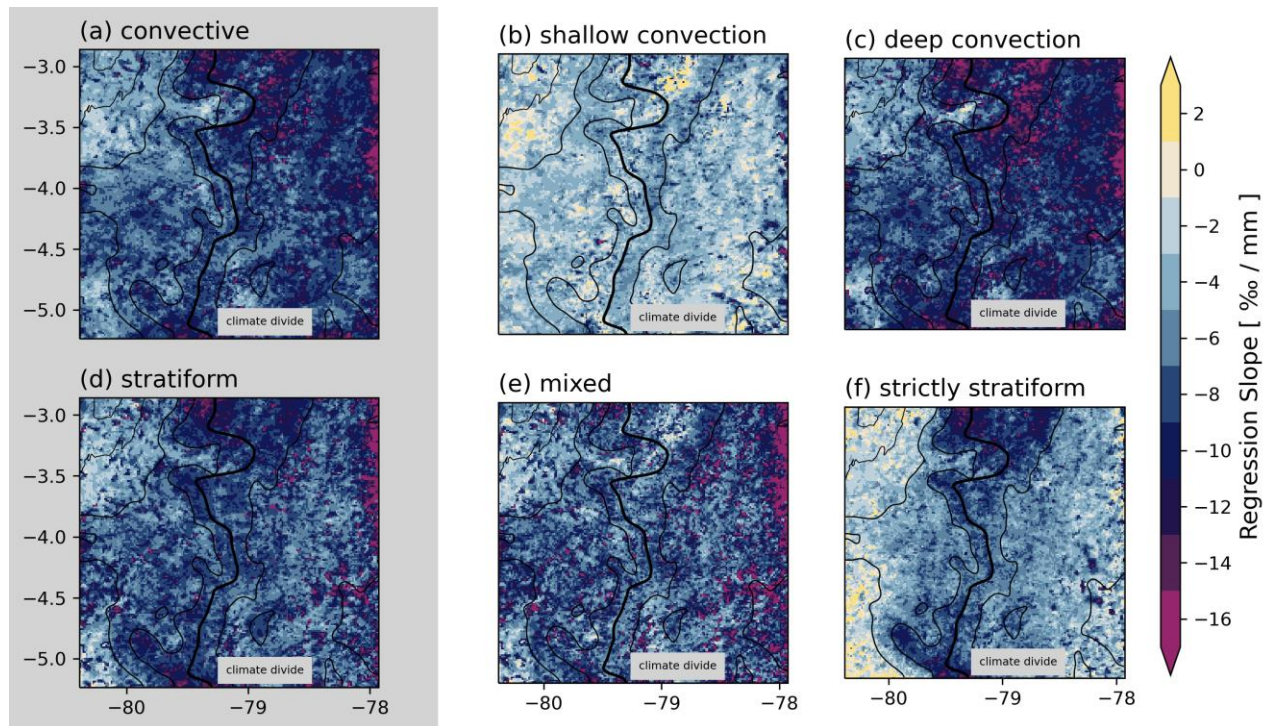 (a) convective
(b) shallow convection
(c) deep convection
−3.0
−3.5
−4.0
−4.5
−5.0
climate divide
climate divide
climate divide
2
0
−2
−4
−6
−8
−10
−12
−14
−16
Regression Slope [ ‰ / mm ]
(d) stratiform
(e) mixed
(f) strictly stratiform
−3.0
−3.5
−4.0
−4.5
−5.0
climate divide
climate divide
climate divide
−80
−79
−78
−80
−79
−78
−80
−79
−78